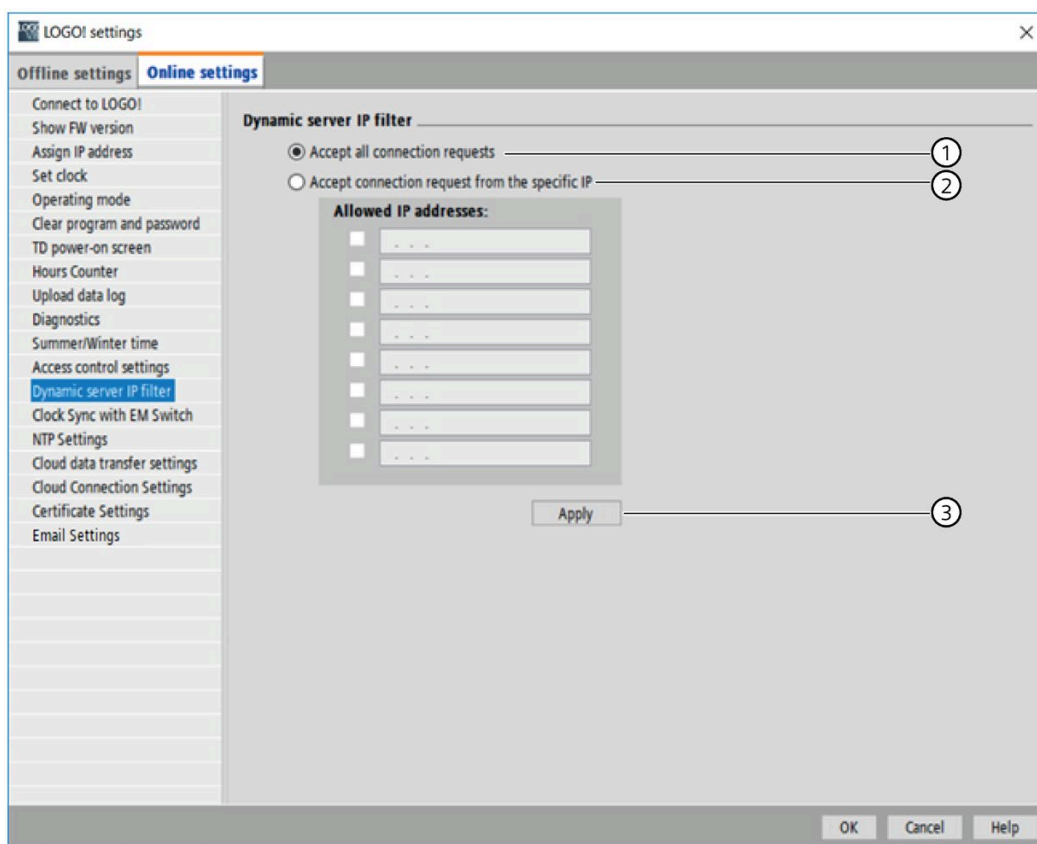 LOGO! settings
Offline settings Online settings
Connect to LOGO!
Show FW version
Assign IP address
Set clock
Operating mode
Clear program and password
TD power-on screen
Hours Counter
Upload data log
Diagnostics
Summer/Winter time
Access control settings
Dynamic server IP filter
Clock Sync with EM Switch
NTP Settings
Cloud data transfer settings
Cloud Connection Settings
Certificate Settings
Email Settings
Dynamic server IP filter
Accept all connection requests 1
Accept connection request from the specific IP 2
Allowed IP addresses:
. . .
. . .
. . .
. . .
. . .
. . .
. . .
. . .
Apply 3
OK Cancel Help